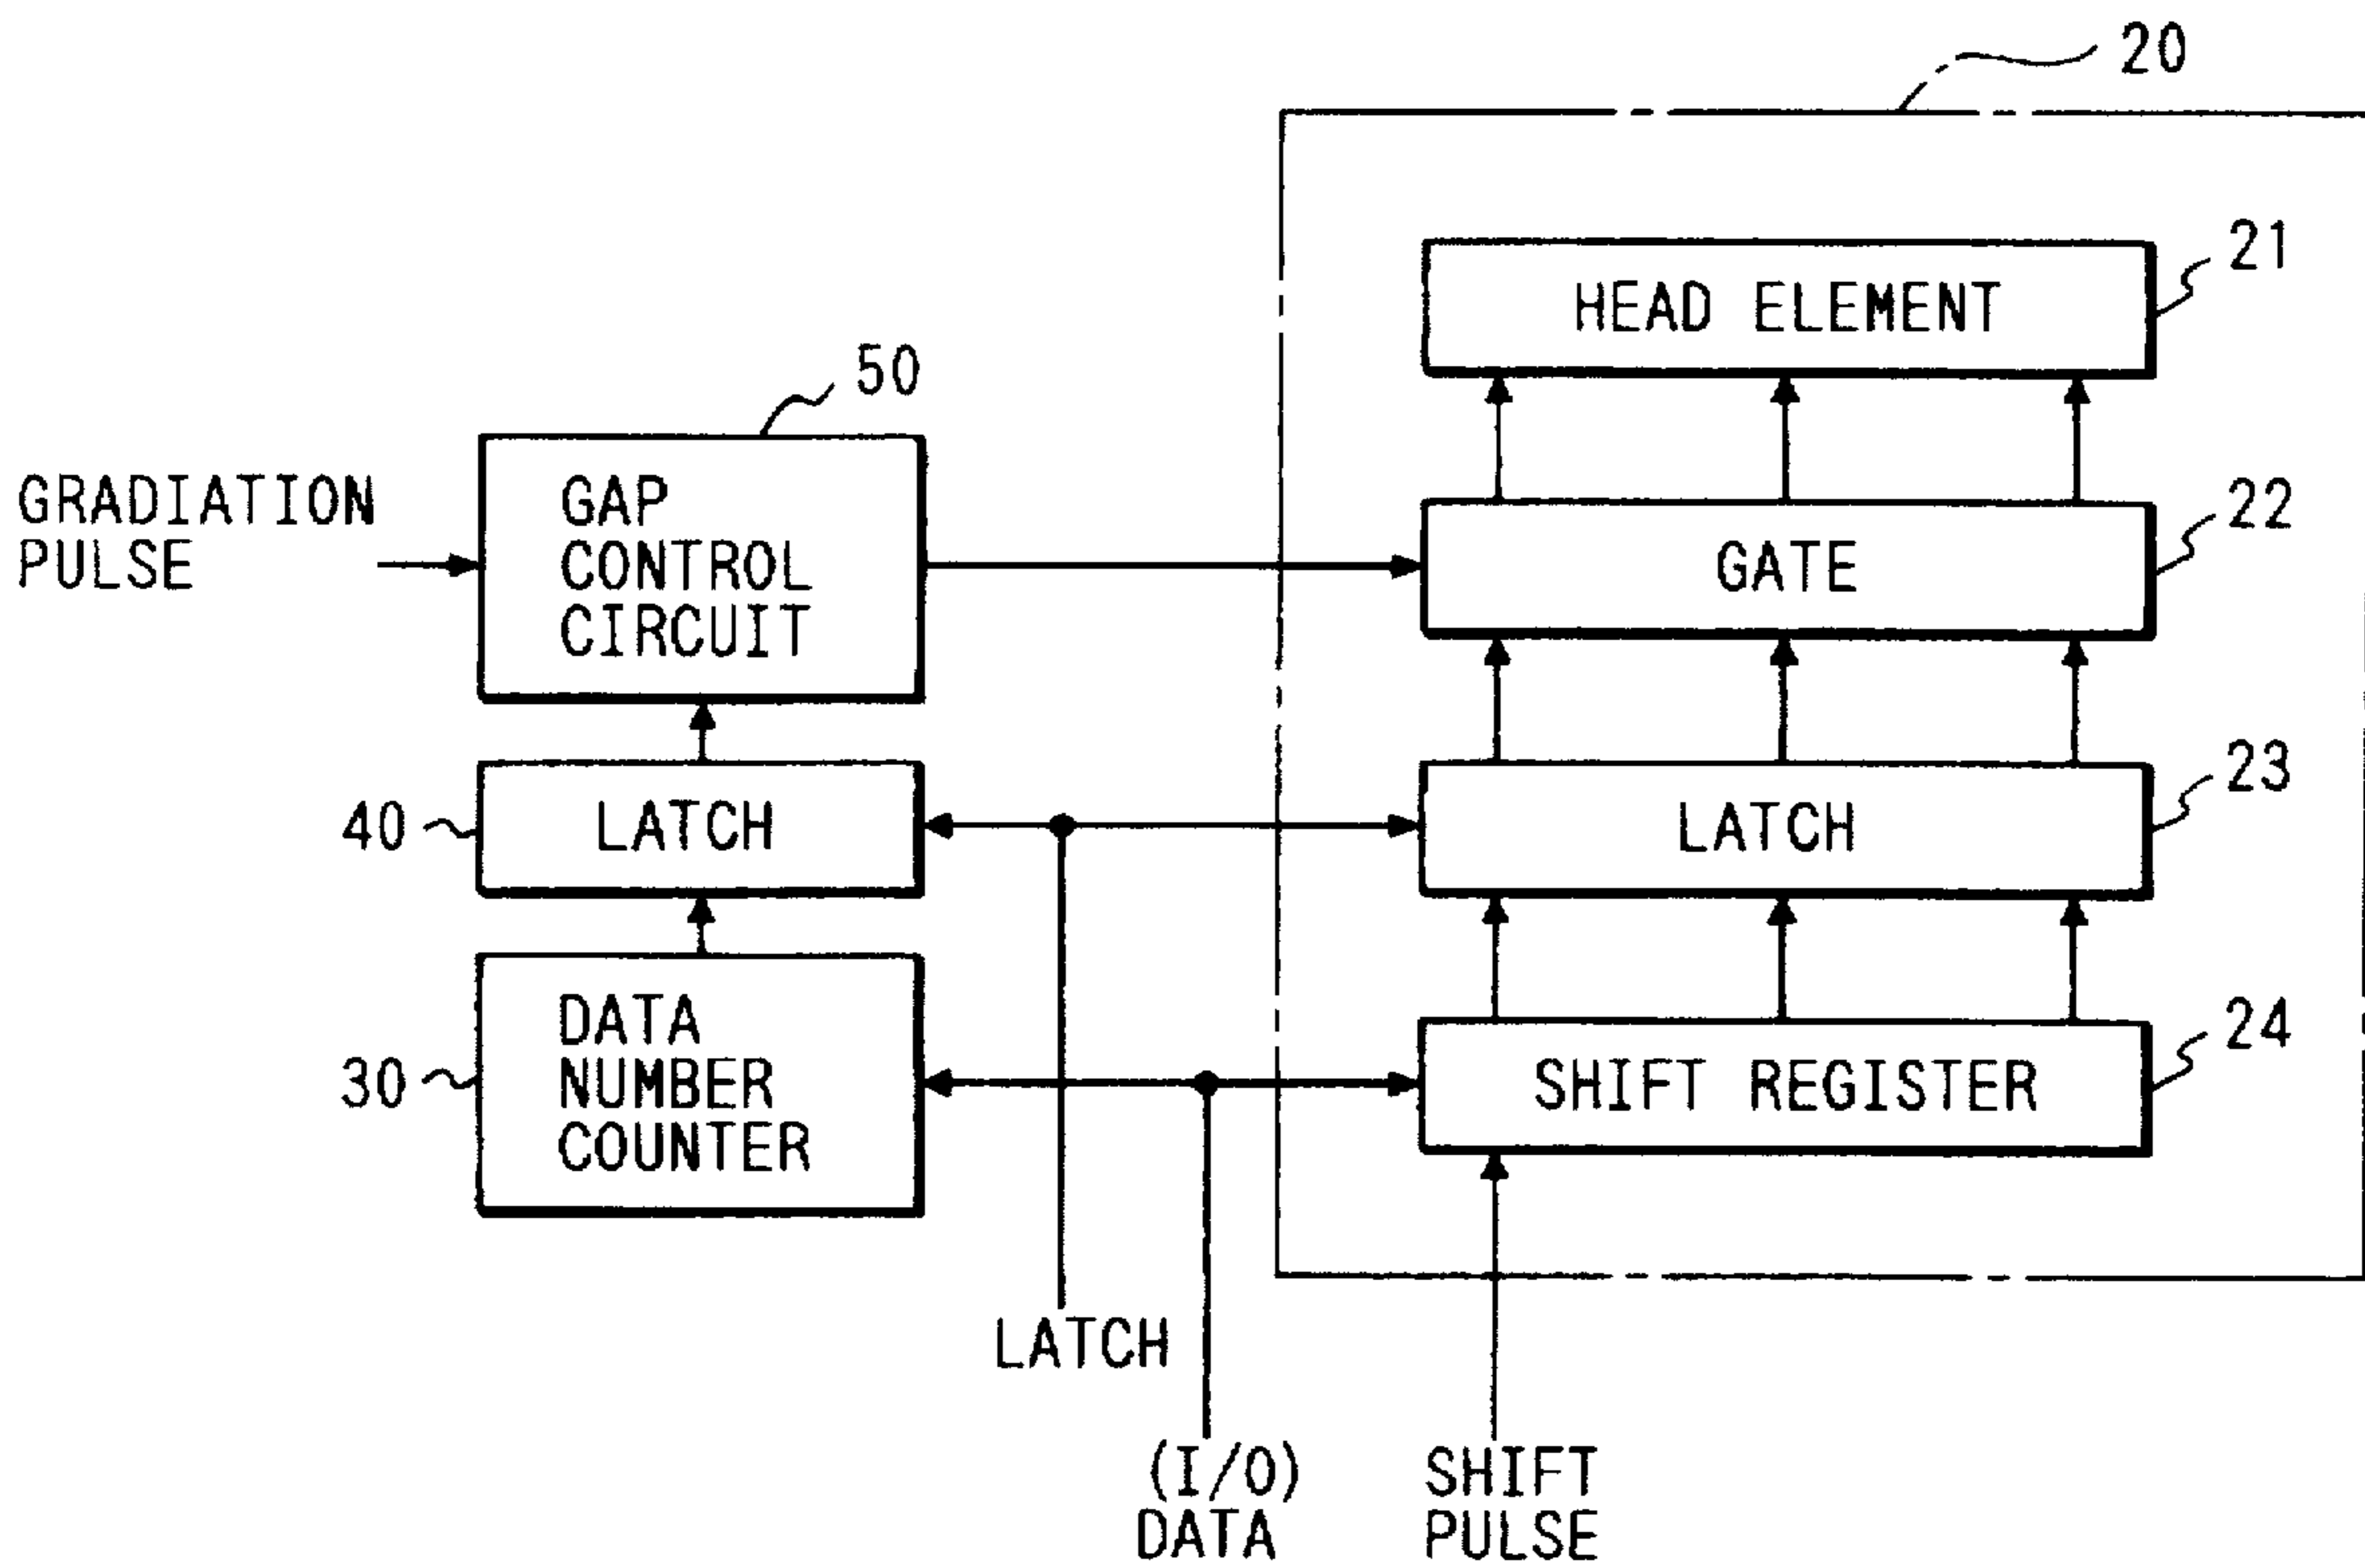 20
HEAD ELEMENT
21
50
GRADIATION
PULSE
GAP
CONTROL
CIRCUIT
GATE
22
40
LATCH
LATCH
23
30
DATA
NUMBER
COUNTER
SHIFT REGISTER
24
LATCH
(I/O)
DATA
SHIFT
PULSE